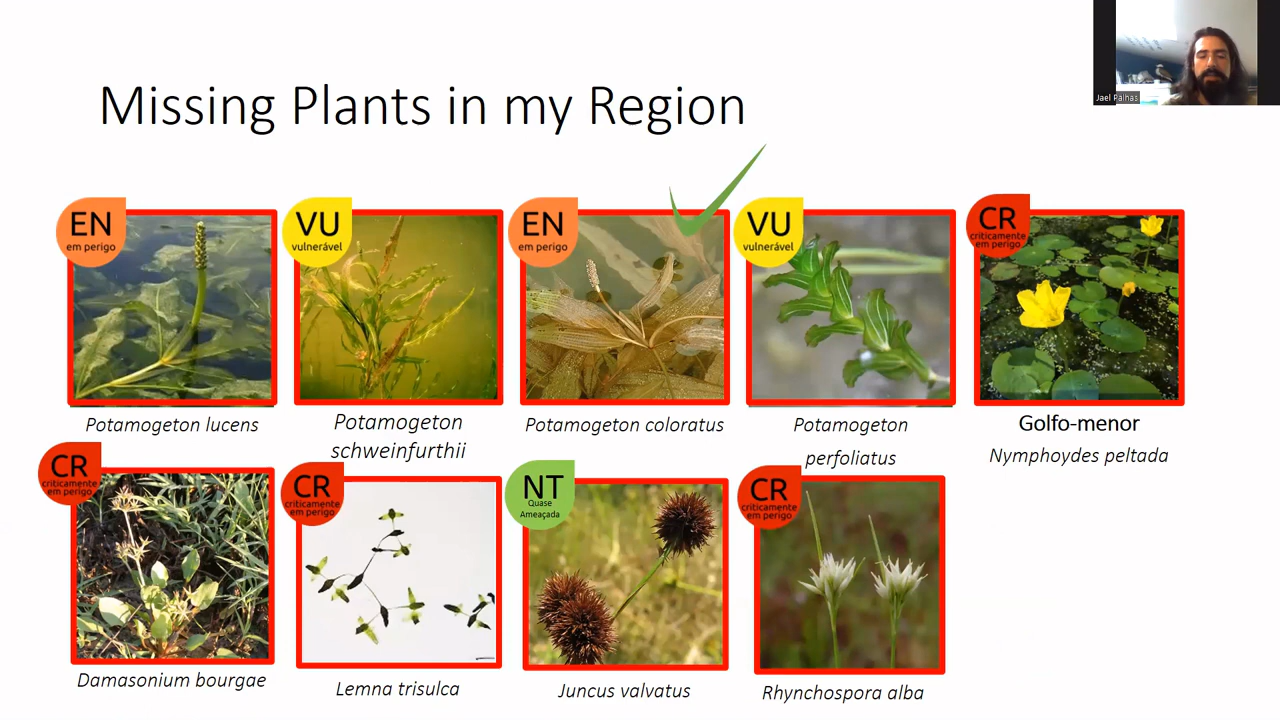 Jael Palhas
Missing Plants in my Region
EN
em perigo
VU
vulnerável
EN
em perigo
VU
vulnerável
CR
criticamente
em perigo
Potamogeton lucens
Potamogeton
schweinfurthii
Potamogeton coloratus
Potamogeton
perfoliatus
Golfo-menor
Nymphoydes peltada
CR
criticamente
em perigo
CR
criticamente
em perigo
NT
Quase
Ameaçada
CR
criticamente
em perigo
Damasonium bourgae
Lemna trisulca
Juncus valvatus
Rhynchospora alba